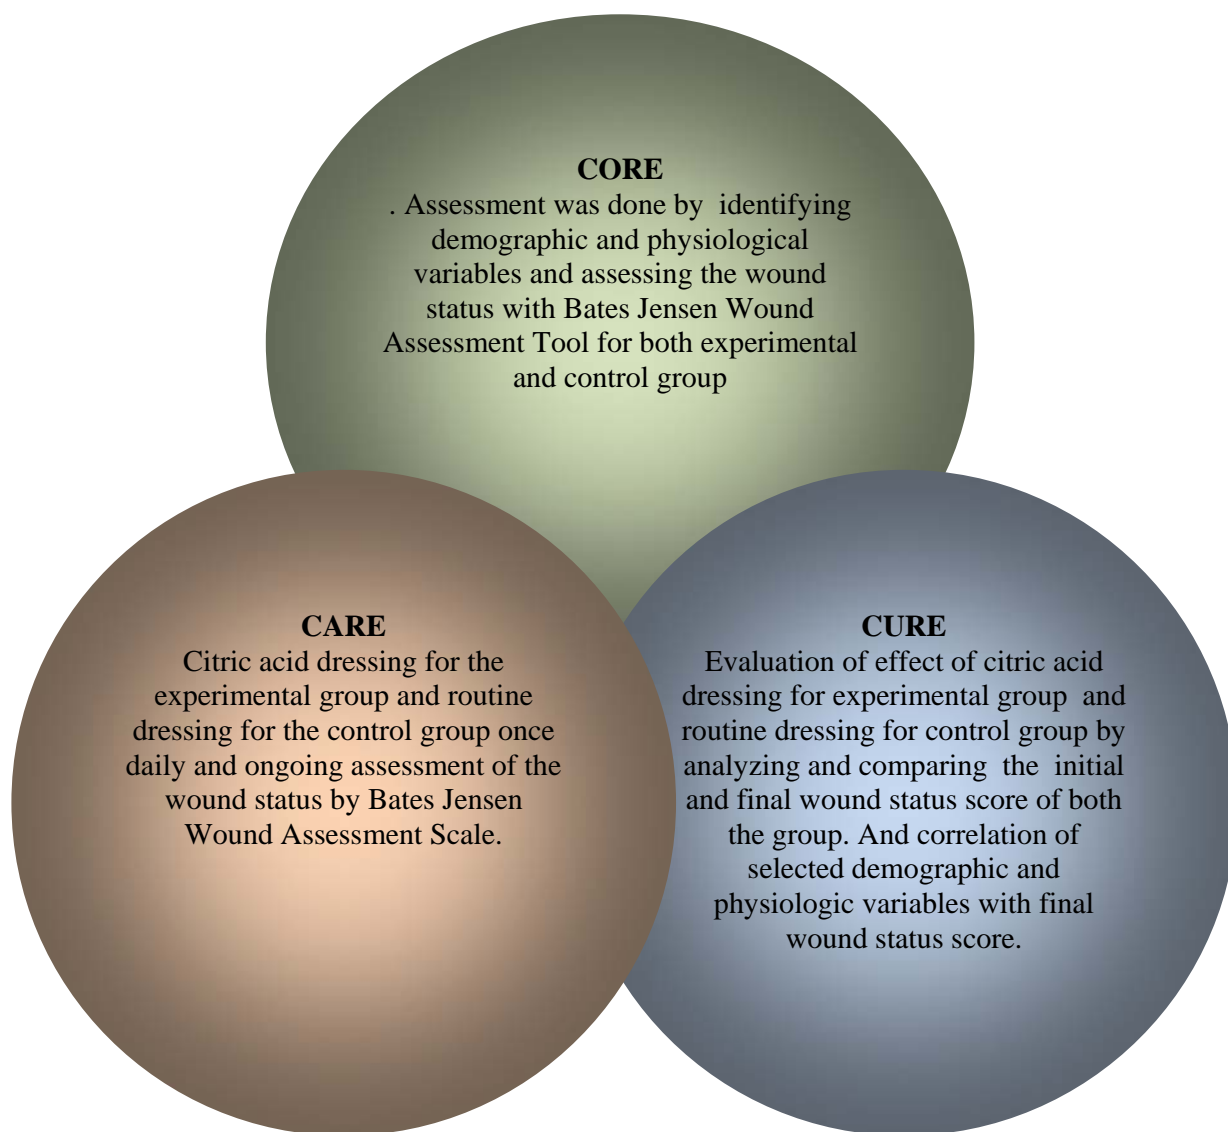 CORE
. Assessment was done by identifying
demographic and physiological
variables and assessing the wound
status with Bates Jensen Wound
Assessment Tool for both experimental
and control group
CARE
Citric acid dressing for the
experimental group and routine
dressing for the control group once
daily and ongoing assessment of the
wound status by Bates Jensen
Wound Assessment Scale.
CURE
Evaluation of effect of citric acid
dressing for experimental group and
routine dressing for control group by
analyzing and comparing the initial
and final wound status score of both
the group. And correlation of
selected demographic and
physiologic variables with final
wound status score.